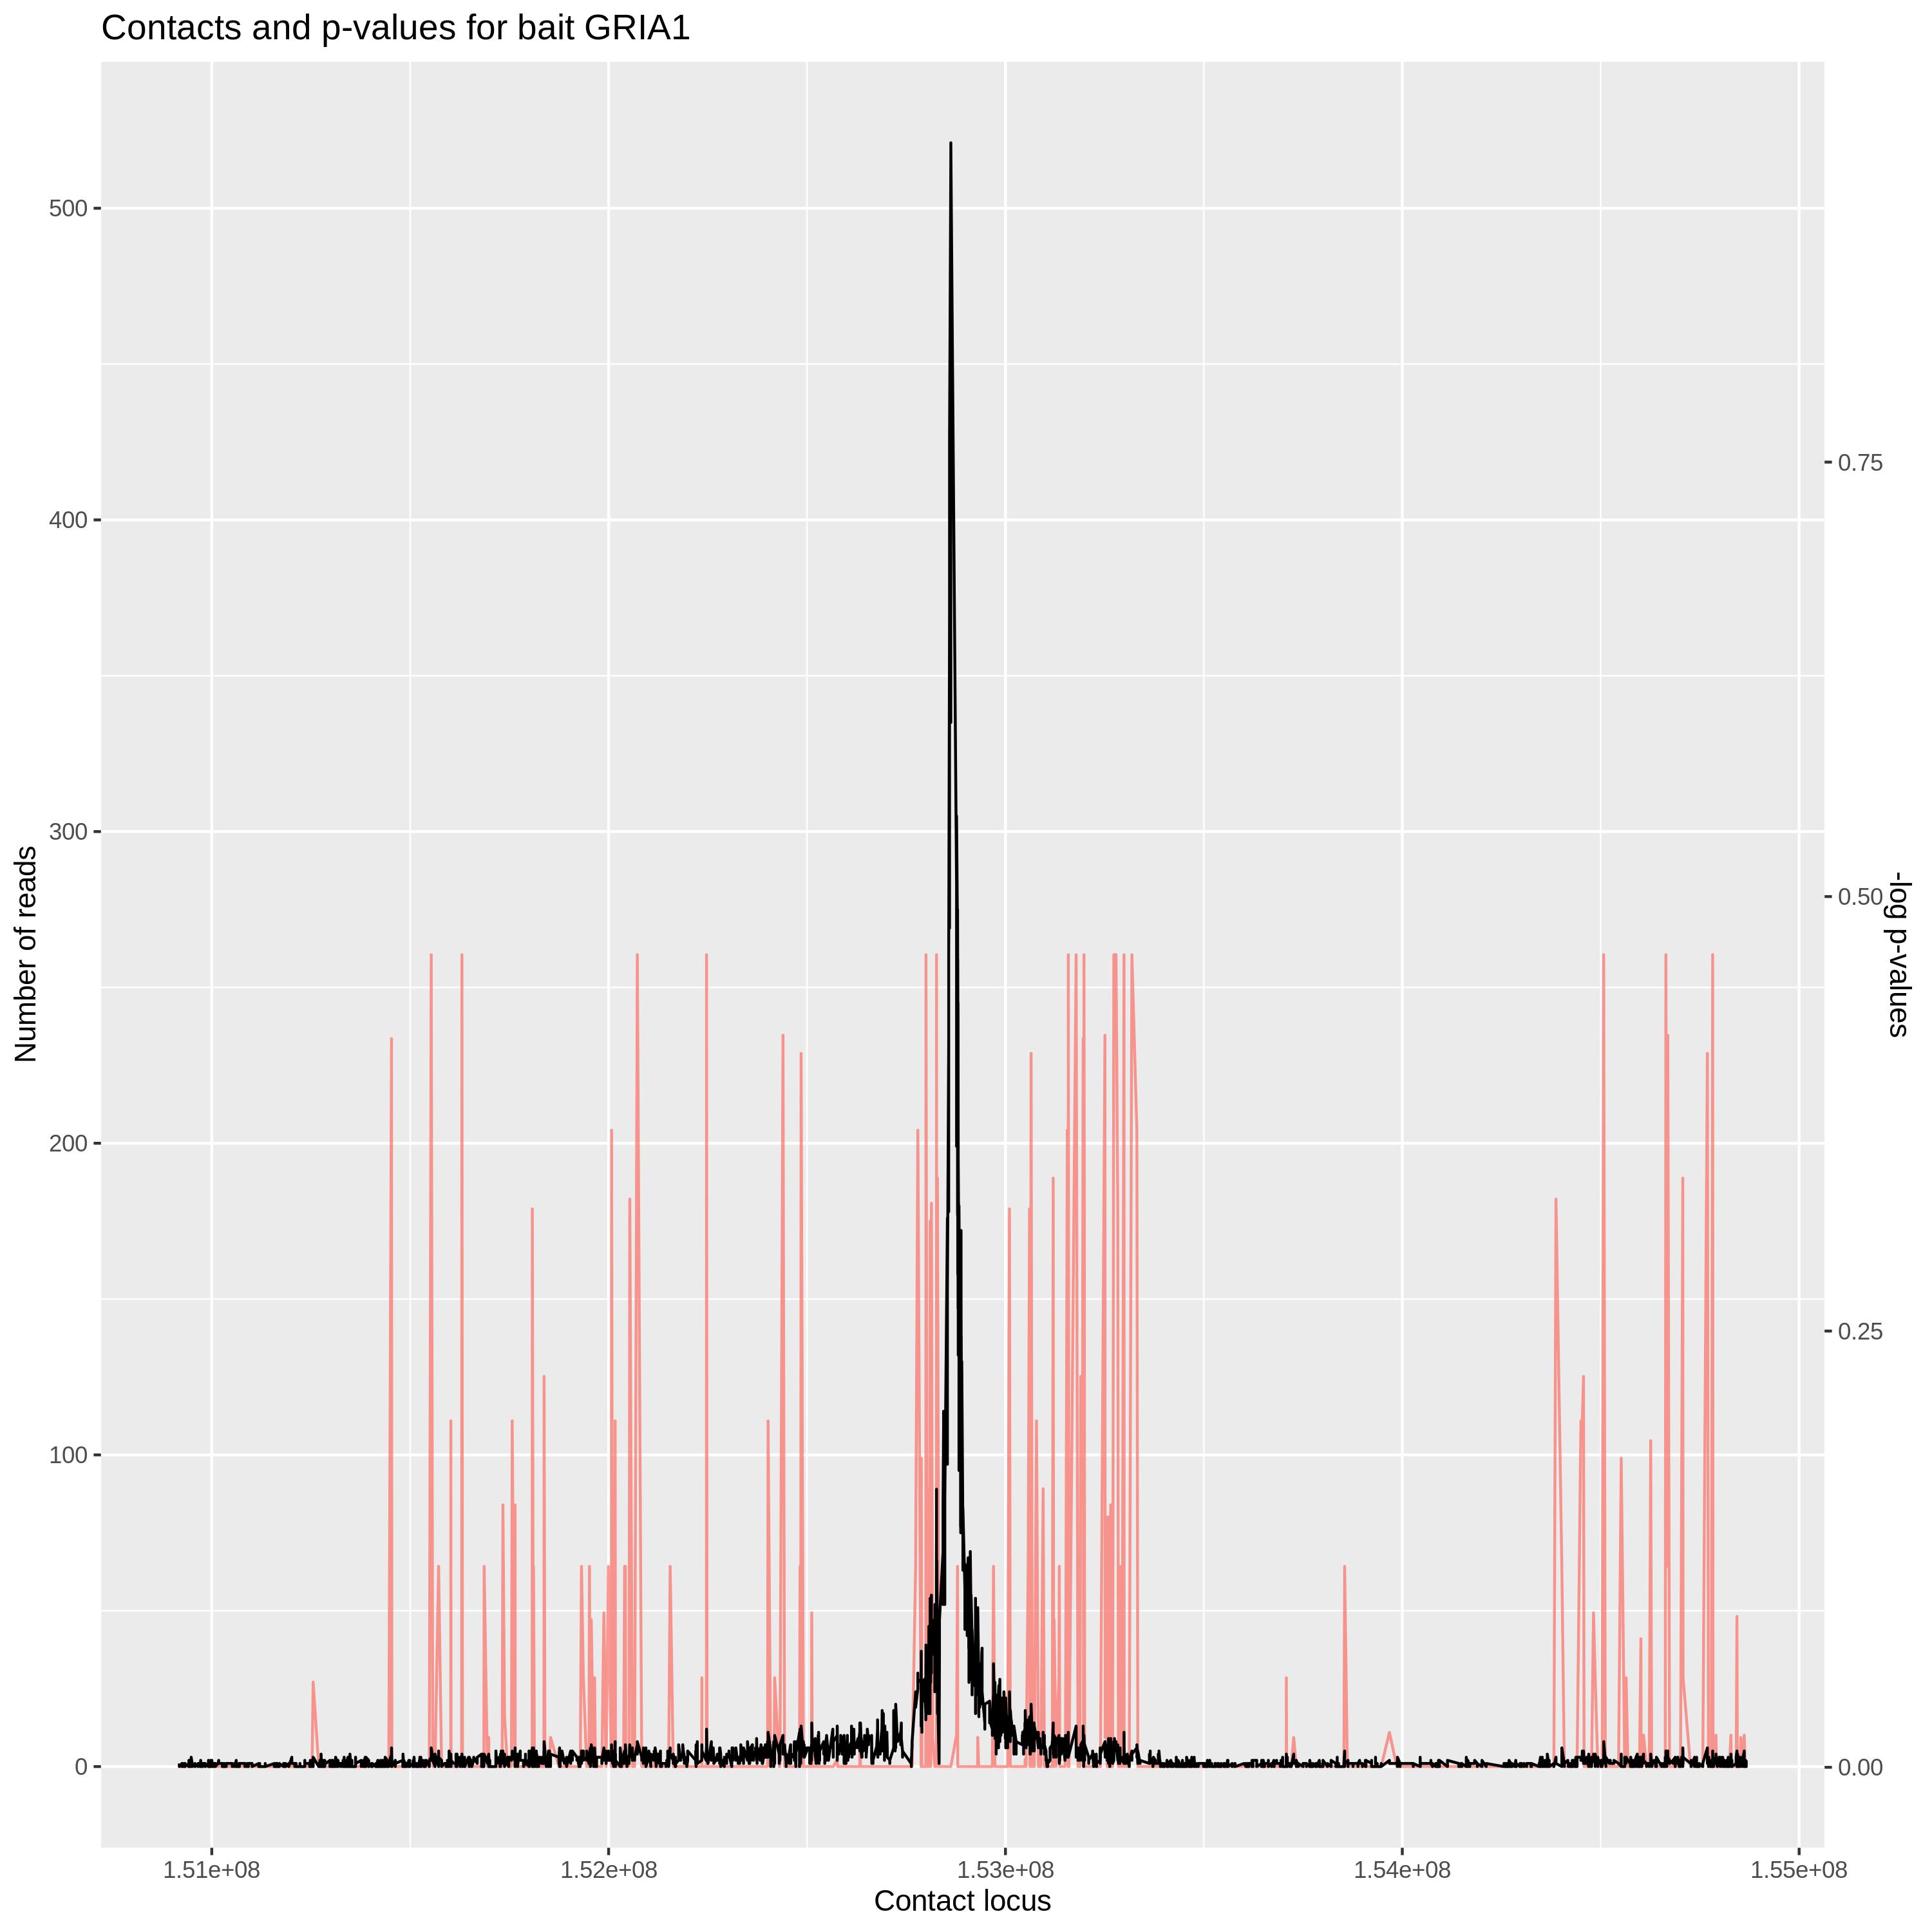 Contacts and p-values for bait GRIA1
Number of reads
500
400
300
200
100
0
0.75
0.50
0.25
0.00
-log p-values
1.51e+08
1.52e+08
1.53e+08
1.54e+08
1.55e+08
Contact locus